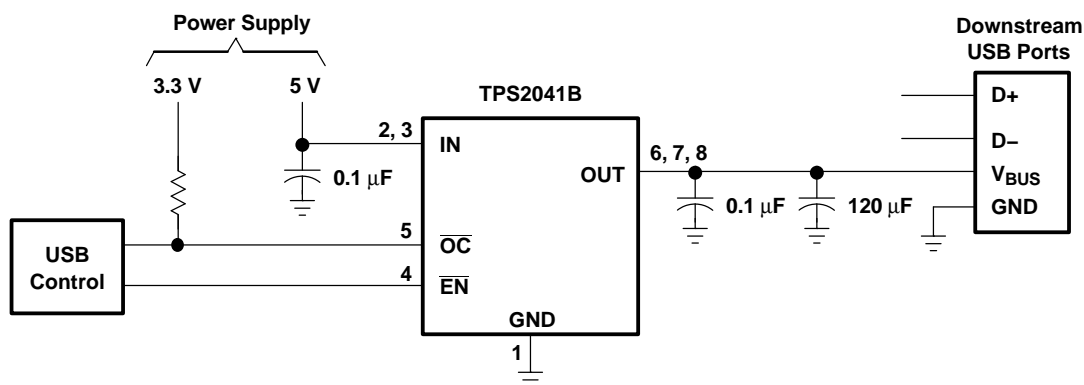 Power Supply
3.3 V
5 V
TPS2041B
Downstream
USB Ports
2, 3
IN
0.1 μF
OUT
6, 7, 8
0.1 μF
120 μF
D+
D−
VBUS
GND
USB
Control
5
OC
4
EN
GND
1